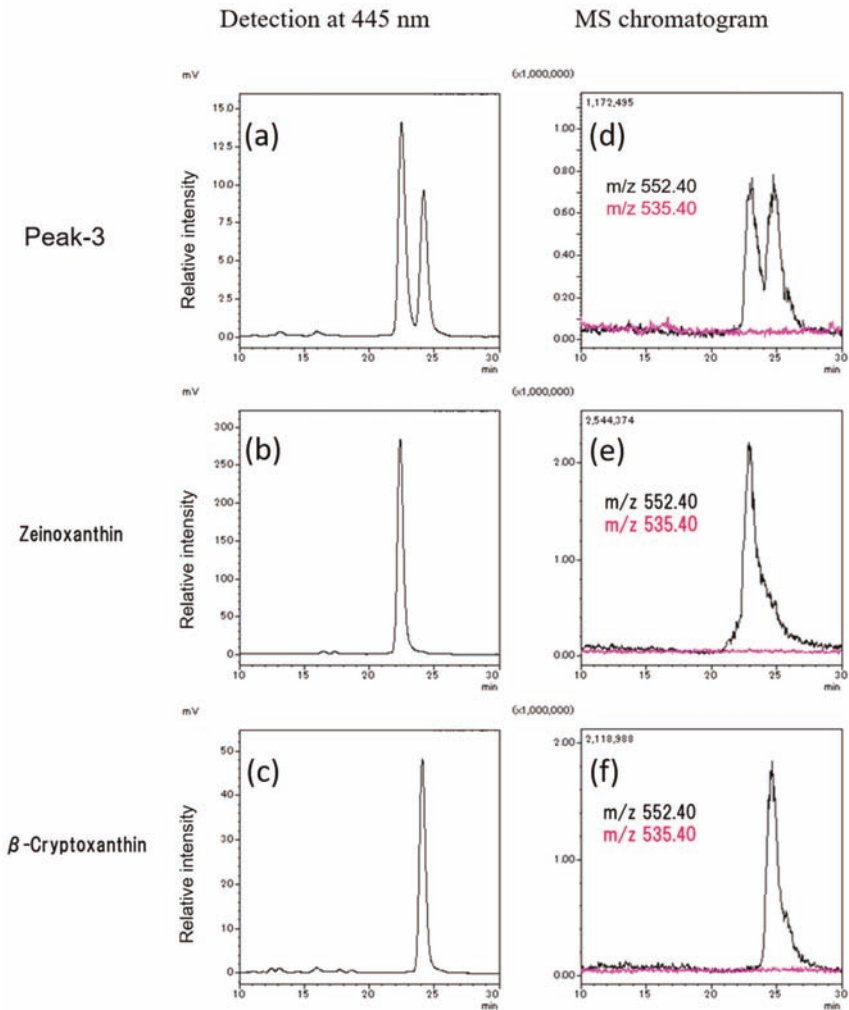 Detection at 445 nm
MS chromatogram
Peak-3
mV
Relative intensity
(a)
15.0
12.5
10.0
7.5
5.0
2.5
0.0
10 15 20 25 30
min
(x1,000,000)
1,172,495
(d)
m/z 552.40
m/z 535.40
1.00
0.80
0.60
0.40
0.20
0.00
10 15 20 25 30
min
Zeinoxanthin
mV
Relative intensity
(b)
300
250
200
150
100
50
0
10 15 20 25 30
min
(x1,000,000)
2,544,374
(e)
m/z 552.40
m/z 535.40
2.00
1.00
0.00
10 15 20 25 30
min
β-Cryptoxanthin
mV
Relative intensity
(c)
50
40
30
20
10
0
10 15 20 25 30
min
(x1,000,000)
2,118,988
(f)
m/z 552.40
m/z 535.40
2.00
1.00
0.00
10 15 20 25 30
min